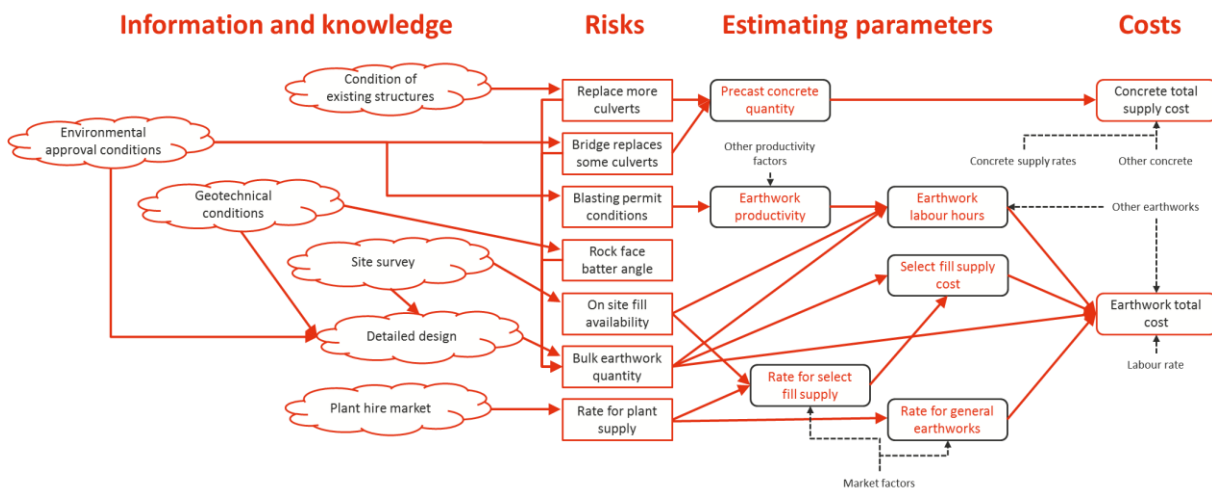 Information and knowledge
Risks
Estimating parameters
Costs
Condition of
existing structures
Replace more
culverts
Precast concrete
quantity
Concrete total
supply cost
Environmental
approval conditions
Bridge replaces
some culverts
Other productivity
factors
Concrete supply rates
Other concrete
Geotechnical
conditions
Blasting permit
conditions
Earthwork
productivity
Earthwork
labour hours
Other earthworks
Site survey
Rock face
batter angle
Select fill supply
cost
On site fill
availability
Earthwork total
cost
Detailed design
Bulk earthwork
quantity
Labour rate
Rate for select
fill supply
Plant hire market
Rate for plant
supply
Rate for general
earthworks
Market factors